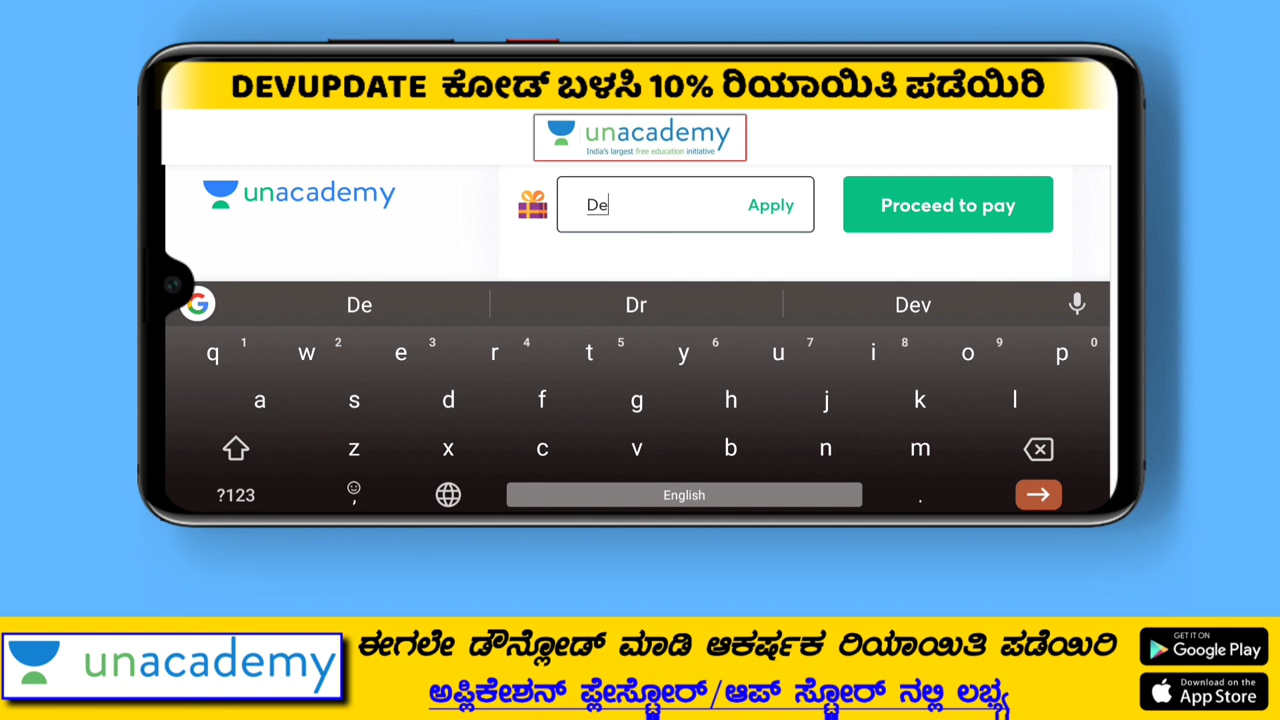 DEVUPDATE ಕೋಡ್ ಬಳಸಿ 10% ರಿಯಾಯಿತಿ ಪಡೆಯಿರಿ
unacademy
India's largest free education initiative
unacademy
De
Apply
Proceed to pay
G
De Dr Dev
q 1 w 2 e 3 r 4 t 5 y 6 u 7 i 8 o 9 p 0
a s d f g h j k l
z x c v b n m
?123 , English .
unacademy
ಈಗಲೇ ಡೌನ್ಲೋಡ್ ಮಾಡಿ ಆಕರ್ಷಕ ರಿಯಾಯಿತಿ ಪಡೆಯಿರಿ
ಅಪ್ಲಿಕೇಶನ್ ಪ್ಲೇಸ್ಟೋರ್/ಆಪ್ ಸ್ಟೋರ್ ನಲ್ಲಿ ಲಭ್ಯ
GET IT ON
Google Play
Download on the
App Store